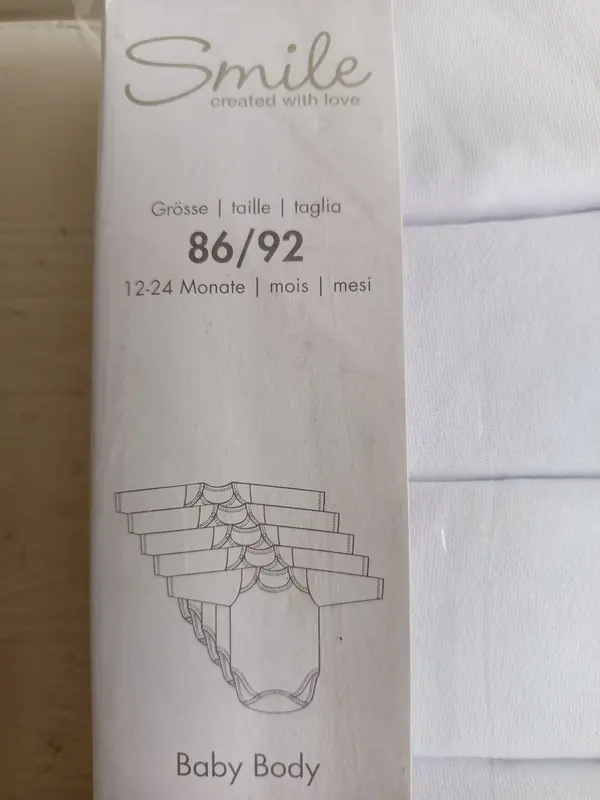 Smile
created with love
Grösse | taille | taglia
86/92
12-24 Monate | mois | mesi
Baby Body